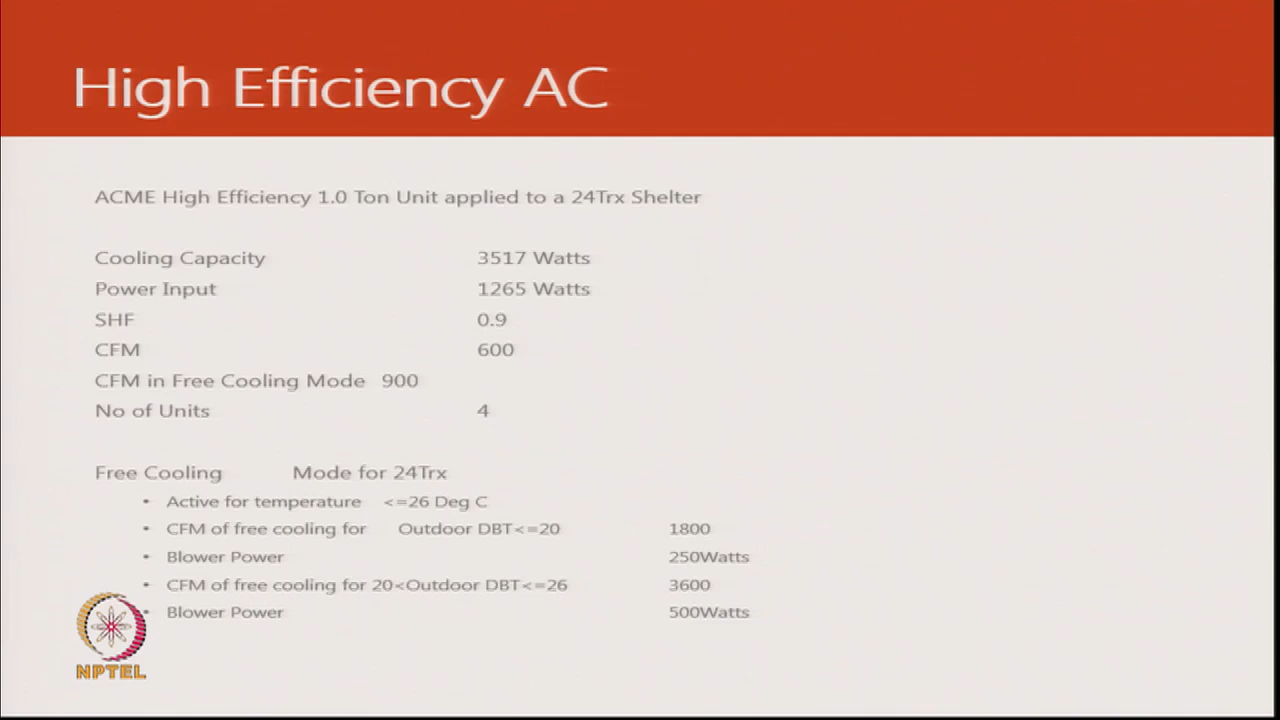 High Efficiency AC
ACME High Efficiency 1.0 Ton Unit applied to a 24Trx Shelter
Cooling Capacity 3517 Watts
Power Input 1265 Watts
SHF 0.9
CFM 600
CFM in Free Cooling Mode 900
No of Units 4
Free Cooling Mode for 24Trx
• Active for temperature <=26 Deg C
• CFM of free cooling for Outdoor DBT<=20 1800
• Blower Power 250Watts
• CFM of free cooling for 20<Outdoor DBT<=26 3600
• Blower Power 500Watts
NPTEL